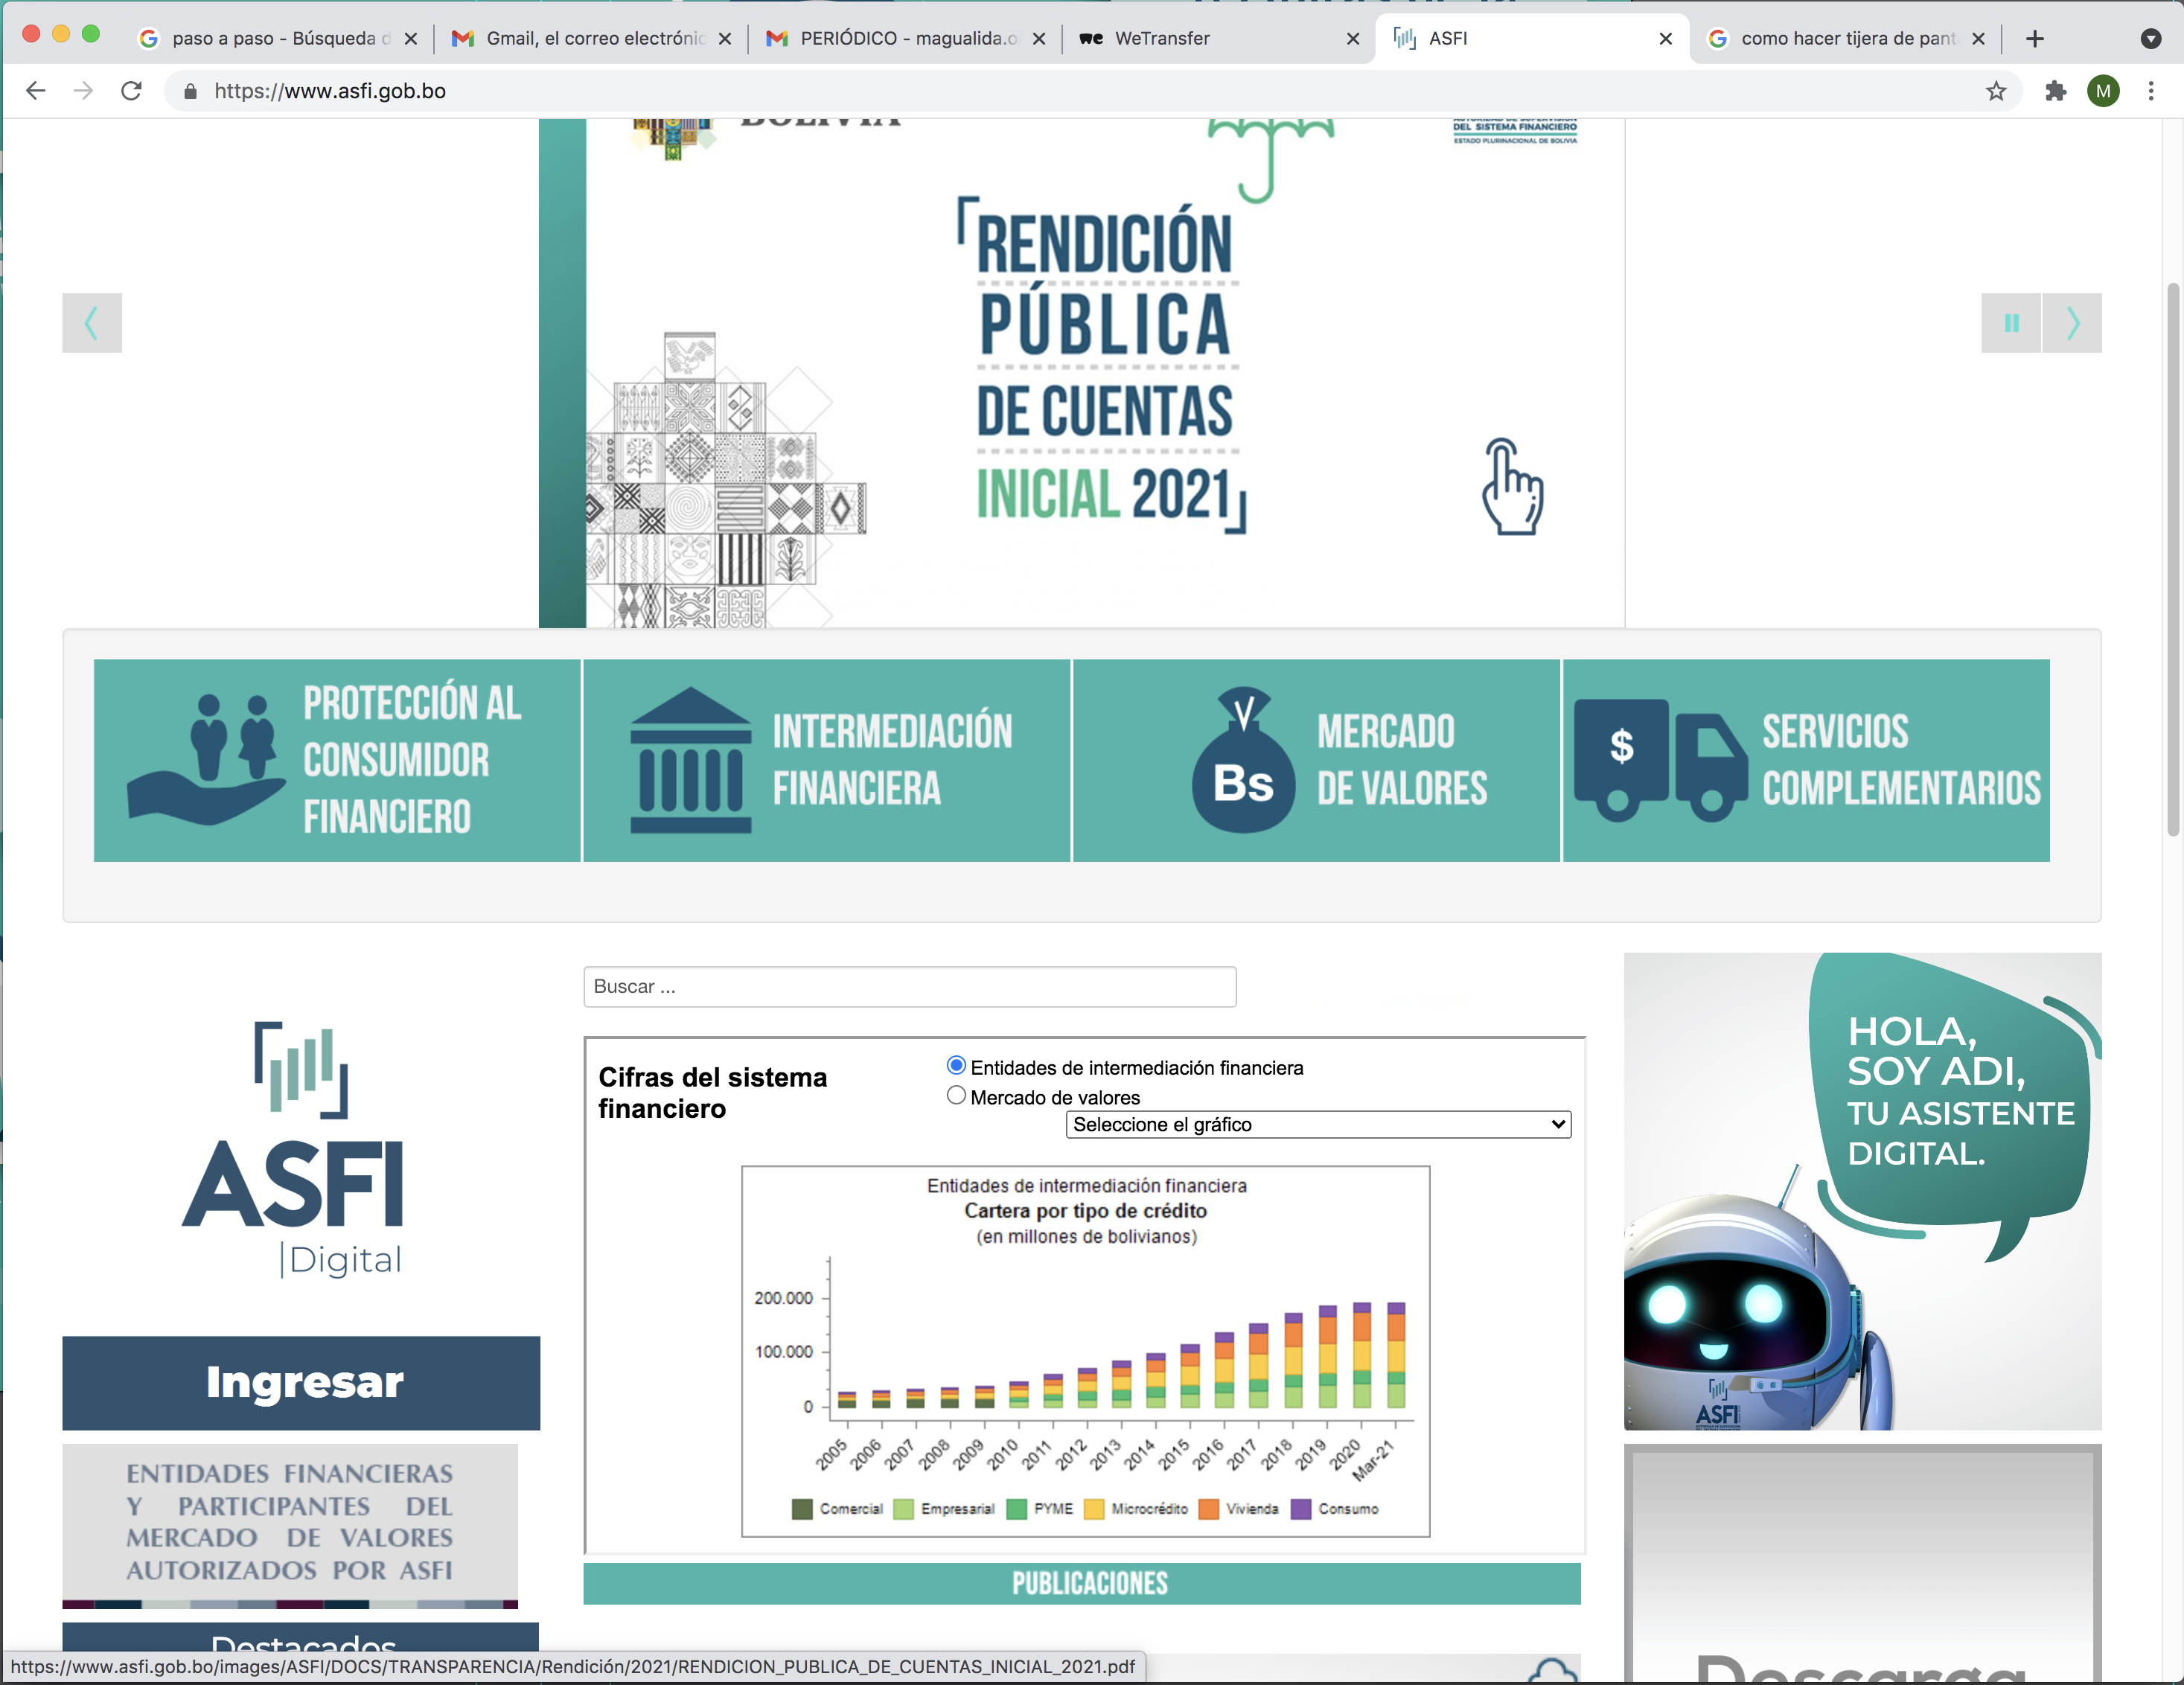 paso a paso - Búsqueda d
Gmail, el correo electrónic
PERIÓDICO - magualida.o
WeTransfer
ASFI
como hacer tijera de pant
https://www.asfi.gob.bo
M
BOLIVIA
DEL SISTEMA FINANCIERO
ESTADO PLURINACIONAL DE BOLIVIA
RENDICIÓN
PÚBLICA
DE CUENTAS
INICIAL 2021
PROTECCIÓN AL
CONSUMIDOR
FINANCIERO
INTERMEDIACIÓN
FINANCIERA
Bs
MERCADO
DE VALORES
$
SERVICIOS
COMPLEMENTARIOS
ASFI
|Digital
Ingresar
ENTIDADES FINANCIERAS
Y PARTICIPANTES DEL
MERCADO DE VALORES
AUTORIZADOS POR ASFI
Destacados
Buscar ...
Cifras del sistema
financiero
Entidades de intermediación financiera
Mercado de valores
Seleccione el gráfico
Entidades de intermediación financiera
Cartera por tipo de crédito
(en millones de bolivianos)
200.000
100.000
0
2005 2006 2007 2008 2009 2010 2011 2012 2013 2014 2015 2016 2017 2018 2019 2020 Mar-21
Comercial Empresarial PYME Microcrédito Vivienda Consumo
PUBLICACIONES
HOLA,
SOY ADI,
TU ASISTENTE
DIGITAL.
ASFI
Descarga
https://www.asfi.gob.bo/images/ASFI/DOCS/TRANSPARENCIA/Rendición/2021/RENDICION_PUBLICA_DE_CUENTAS_INICIAL_2021.pdf